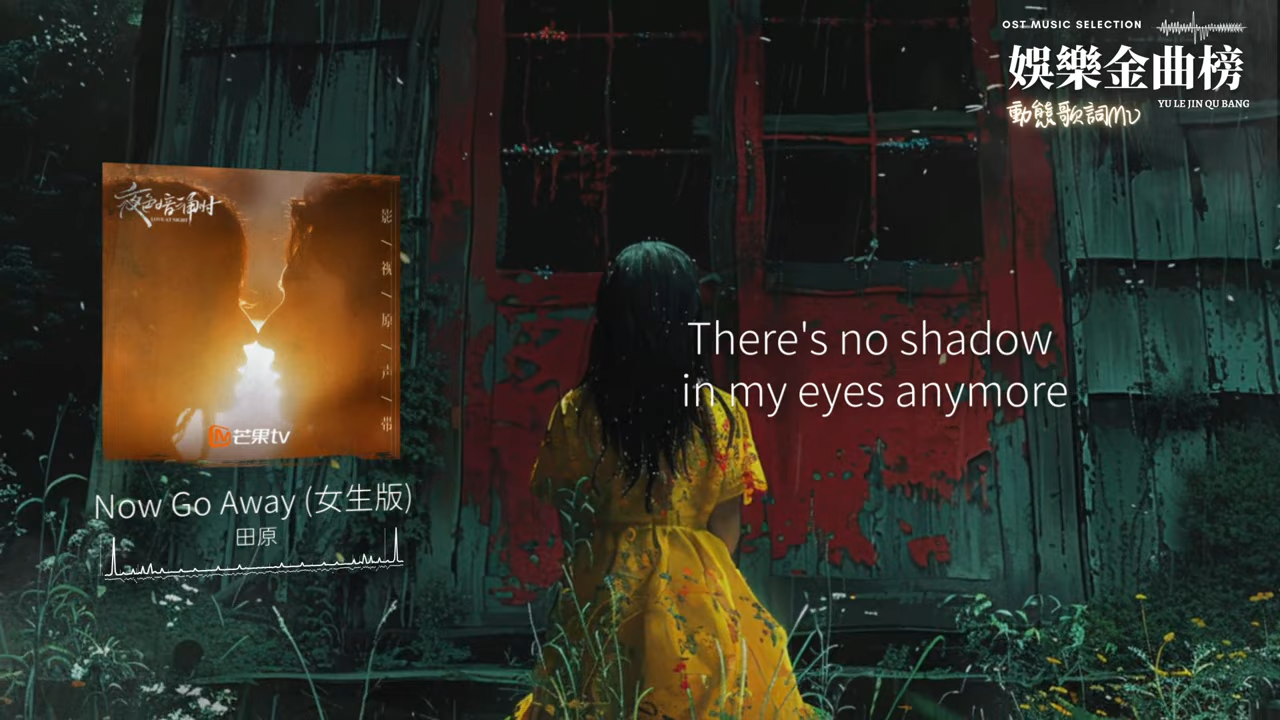 OST MUSIC SELECTION
娛樂金曲榜
YU LE JIN QU BANG
動態歌詞MV
夜色暗涌时
LOVE AT NIGHT
影/视/原/声/带
芒果tv
There's no shadow
in my eyes anymore
Now Go Away (女生版)
田原